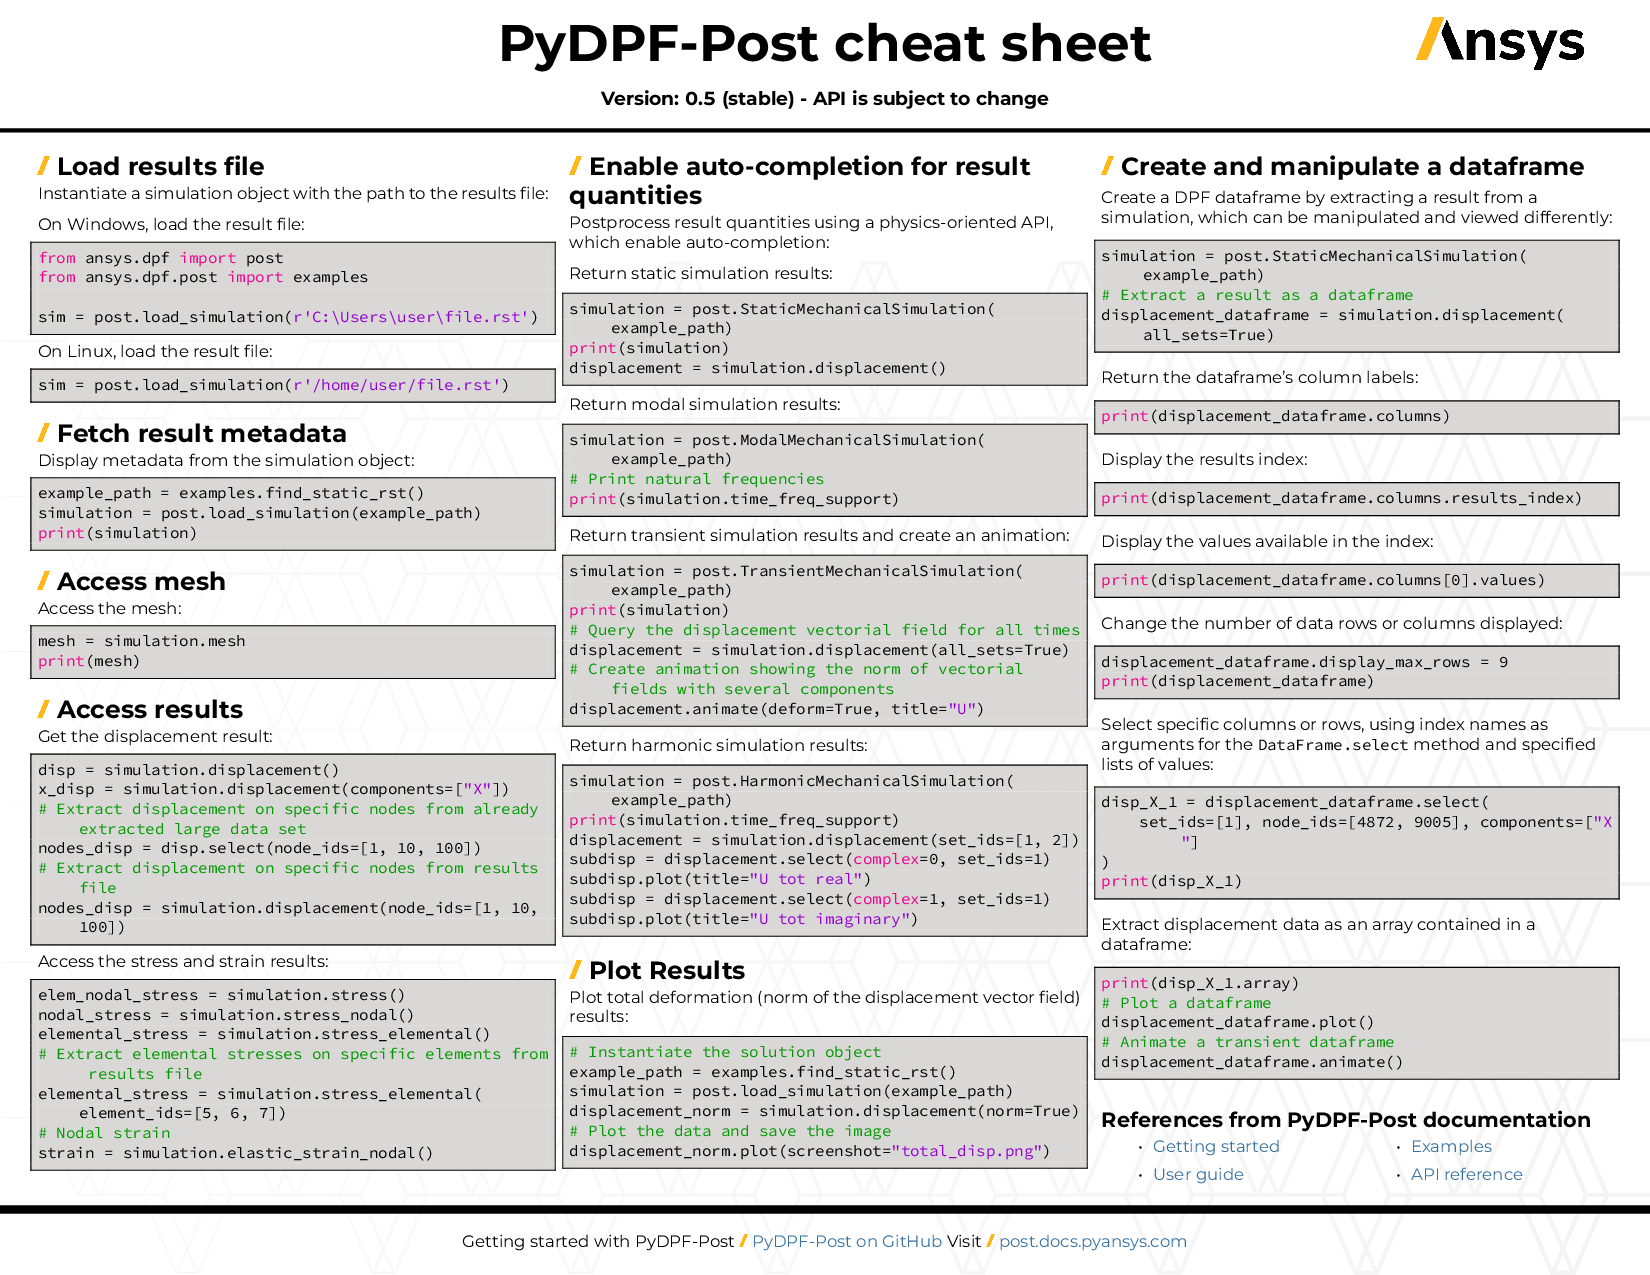 PyDPF-Post cheat sheet
Ansys
Version: 0.5 (stable) - API is subject to change
Load results file
Instantiate a simulation object with the path to the results file:
On Windows, load the result file:
from ansys.dpf import post
from ansys.dpf.post import examples
sim = post.load_simulation(r'C:\Users\user\file.rst')
On Linux, load the result file:
sim = post.load_simulation(r'/home/user/file.rst')
Fetch result metadata
Display metadata from the simulation object:
example_path = examples.find_static_rst()
simulation = post.load_simulation(example_path)
print(simulation)
Access mesh
Access the mesh:
mesh = simulation.mesh
print(mesh)
Access results
Get the displacement result:
disp = simulation.displacement()
x_disp = simulation.displacement(components=["X"])
# Extract displacement on specific nodes from already
extracted large data set
nodes_disp = disp.select(node_ids=[1, 10, 100])
# Extract displacement on specific nodes from results
file
nodes_disp = simulation.displacement(node_ids=[1, 10,
100])
Access the stress and strain results:
elem_nodal_stress = simulation.stress()
nodal_stress = simulation.stress_nodal()
elemental_stress = simulation.stress_elemental()
# Extract elemental stresses on specific elements from
results file
elemental_stress = simulation.stress_elemental(
element_ids=[5, 6, 7])
# Nodal strain
strain = simulation.elastic_strain_nodal()
Enable auto-completion for result
quantities
Postprocess result quantities using a physics-oriented API,
which enable auto-completion:
Return static simulation results:
simulation = post.StaticMechanicalSimulation(
example_path)
print(simulation)
displacement = simulation.displacement()
Return modal simulation results:
simulation = post.ModalMechanicalSimulation(
example_path)
# Print natural frequencies
print(simulation.time_freq_support)
Return transient simulation results and create an animation:
simulation = post.TransientMechanicalSimulation(
example_path)
print(simulation)
# Query the displacement vectorial field for all times
displacement = simulation.displacement(all_sets=True)
# Create animation showing the norm of vectorial
fields with several components
displacement.animate(deform=True, title="U")
Return harmonic simulation results:
simulation = post.HarmonicMechanicalSimulation(
example_path)
print(simulation.time_freq_support)
displacement = simulation.displacement(set_ids=[1, 2])
subdisp = displacement.select(complex=0, set_ids=1)
subdisp.plot(title="U tot real")
subdisp = displacement.select(complex=1, set_ids=1)
subdisp.plot(title="U tot imaginary")
Plot Results
Plot total deformation (norm of the displacement vector field)
results:
# Instantiate the solution object
example_path = examples.find_static_rst()
simulation = post.load_simulation(example_path)
displacement_norm = simulation.displacement(norm=True)
# Plot the data and save the image
displacement_norm.plot(screenshot="total_disp.png")
Create and manipulate a dataframe
Create a DPF dataframe by extracting a result from a
simulation, which can be manipulated and viewed differently:
simulation = post.StaticMechanicalSimulation(
example_path)
# Extract a result as a dataframe
displacement_dataframe = simulation.displacement(
all_sets=True)
Return the dataframe’s column labels:
print(displacement_dataframe.columns)
Display the results index:
print(displacement_dataframe.columns.results_index)
Display the values available in the index:
print(displacement_dataframe.columns[0].values)
Change the number of data rows or columns displayed:
displacement_dataframe.display_max_rows = 9
print(displacement_dataframe)
Select specific columns or rows, using index names as
arguments for the DataFrame.select method and specified
lists of values:
disp_X_1 = displacement_dataframe.select(
set_ids=[1], node_ids=[4872, 9005], components=["X
"]
)
print(disp_X_1)
Extract displacement data as an array contained in a
dataframe:
print(disp_X_1.array)
# Plot a dataframe
displacement_dataframe.plot()
# Animate a transient dataframe
displacement_dataframe.animate()
References from PyDPF-Post documentation
• Getting started
• Examples
• User guide
• API reference
Getting started with PyDPF-Post / PyDPF-Post on GitHub Visit / post.docs.pyansys.com